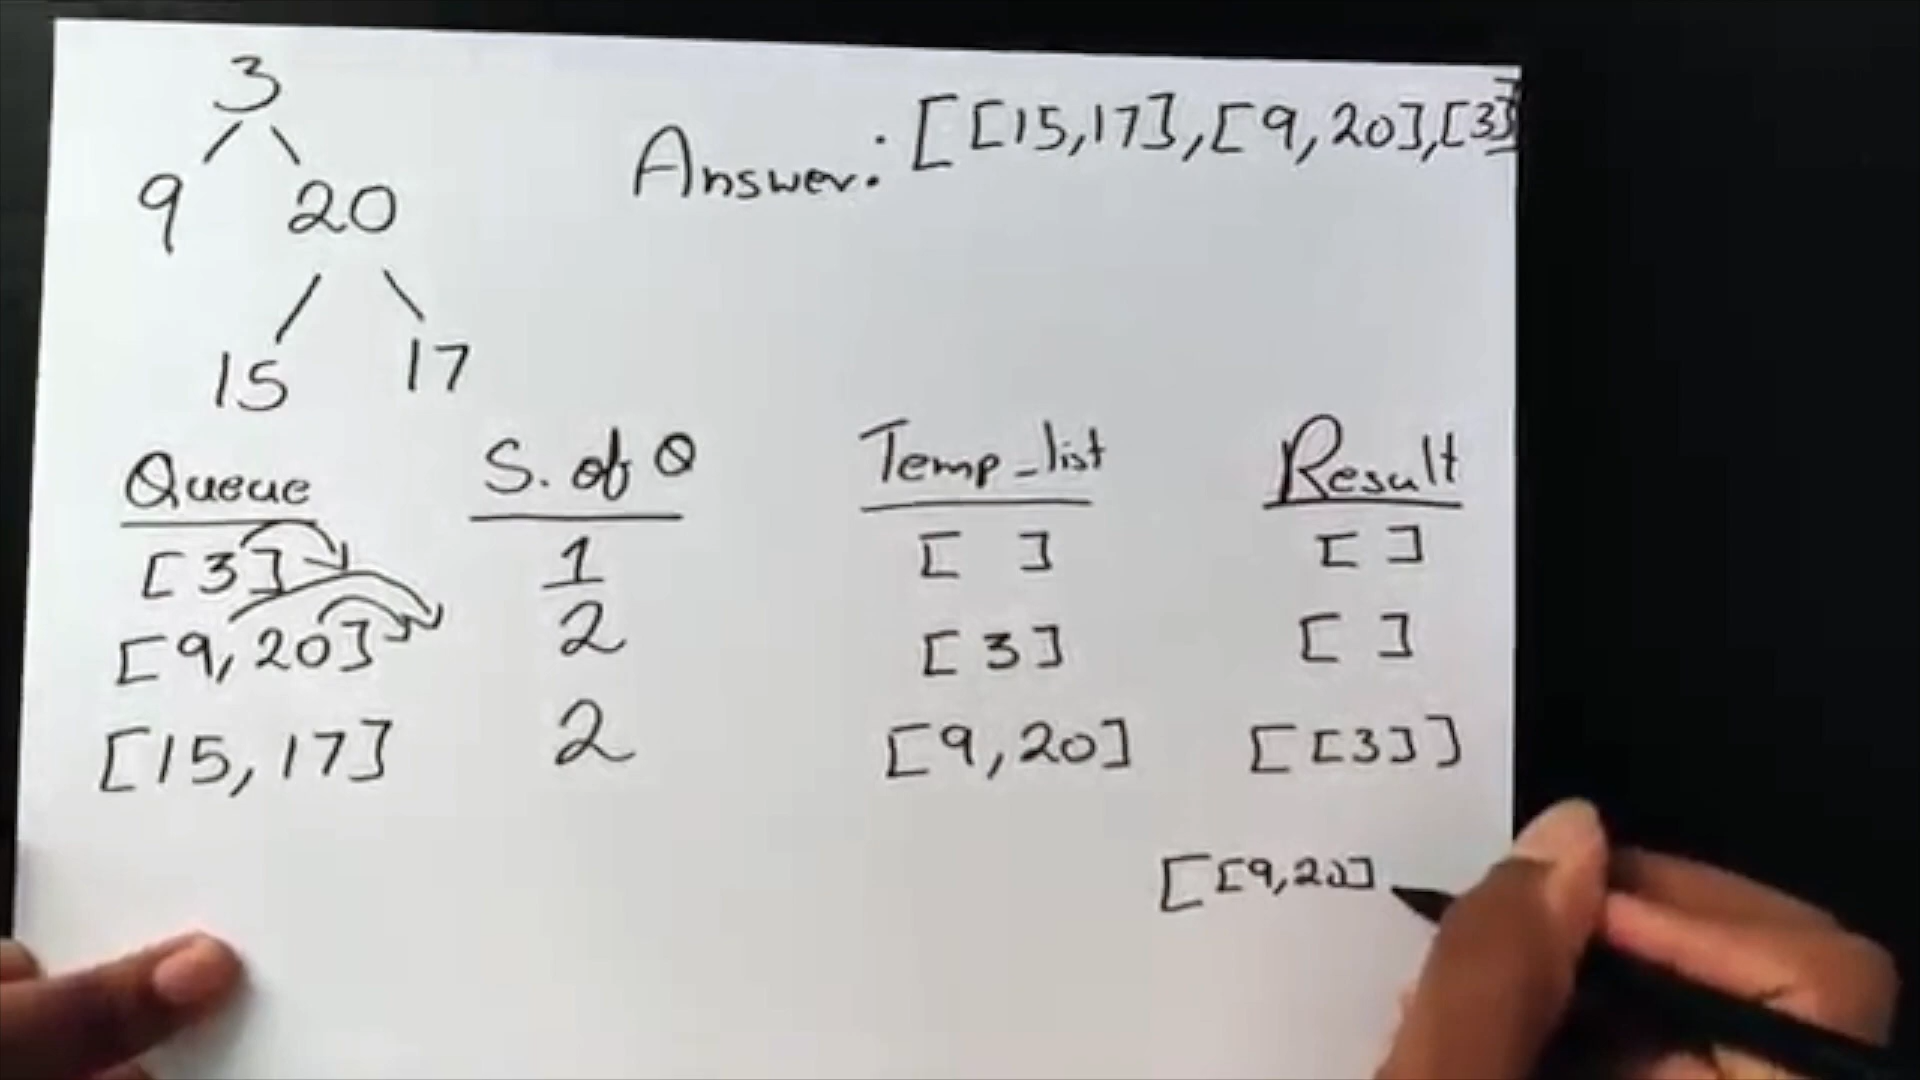 3
9 20
15 17
Answer: [[15,17],[9,20],[3]]
Queue S. of Q Temp_list Result
[3] 1 [ ] [ ]
[9,20] 2 [3] [ ]
[15,17] 2 [9,20] [[3]]
[[9,20]